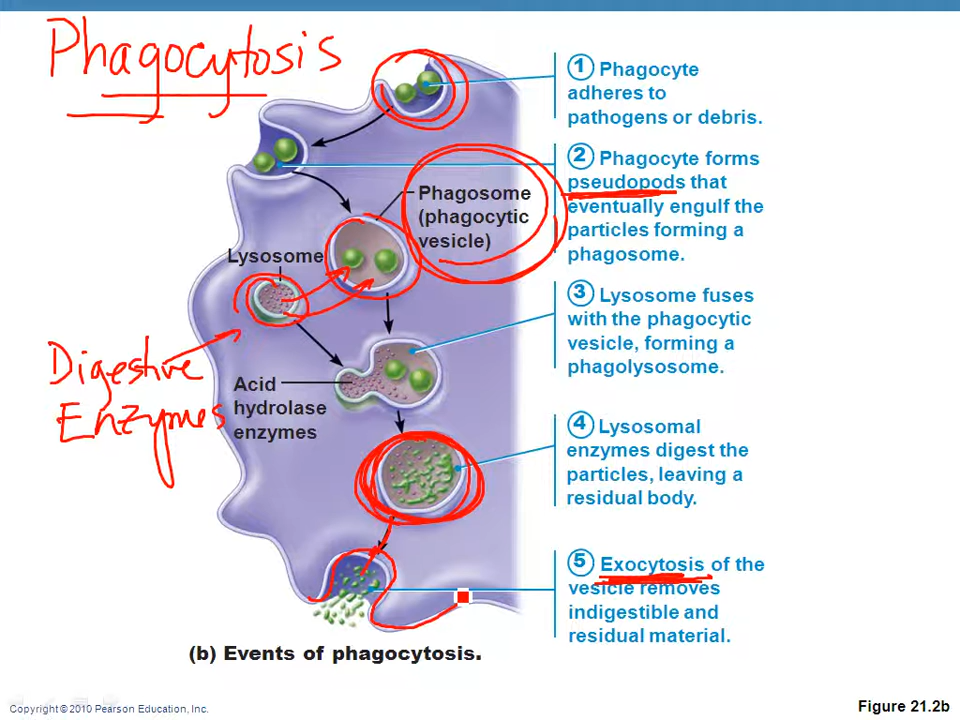 Phagocytosis
① Phagocyte
adheres to
pathogens or debris.
② Phagocyte forms
pseudopods that
eventually engulf the
particles forming a
phagosome.
Phagosome
(phagocytic
vesicle)
Lysosome
③ Lysosome fuses
with the phagocytic
vesicle, forming a
phagolysosome.
Digestive
Enzymes
Acid
hydrolase
enzymes
④ Lysosomal
enzymes digest the
particles, leaving a
residual body.
⑤ Exocytosis of the
vesicle removes
indigestible and
residual material.
(b) Events of phagocytosis.
Copyright © 2010 Pearson Education, Inc.
Figure 21.2b